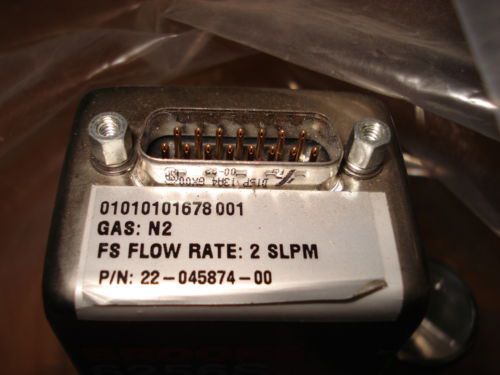 01010101678 001
GAS: N2
FS FLOW RATE: 2 SLPM
P/N: 22-045874-00